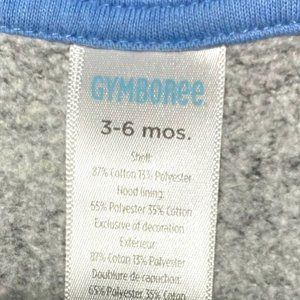 GYMBOREE
3-6 mos.
Shell:
87% Cotton 13% Polyester
Hood lining:
65% Polyester 35% Cotton
Exclusive of decoration
Extérieur:
87% Coton 13% Polyester
Doublure de capuchon:
65% Polyester 35% Coton